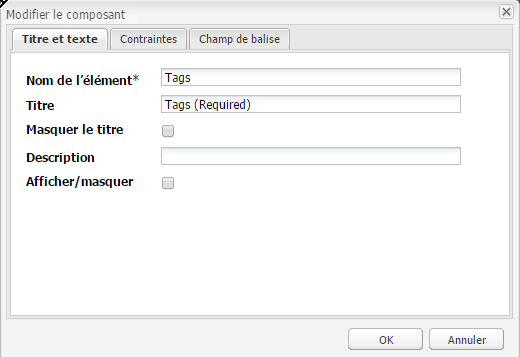 Modifier le composant
Titre et texte Contraintes Champ de balise
Nom de l'élément* Tags
Titre Tags (Required)
Masquer le titre
Description
Afficher/masquer
OK Annuler